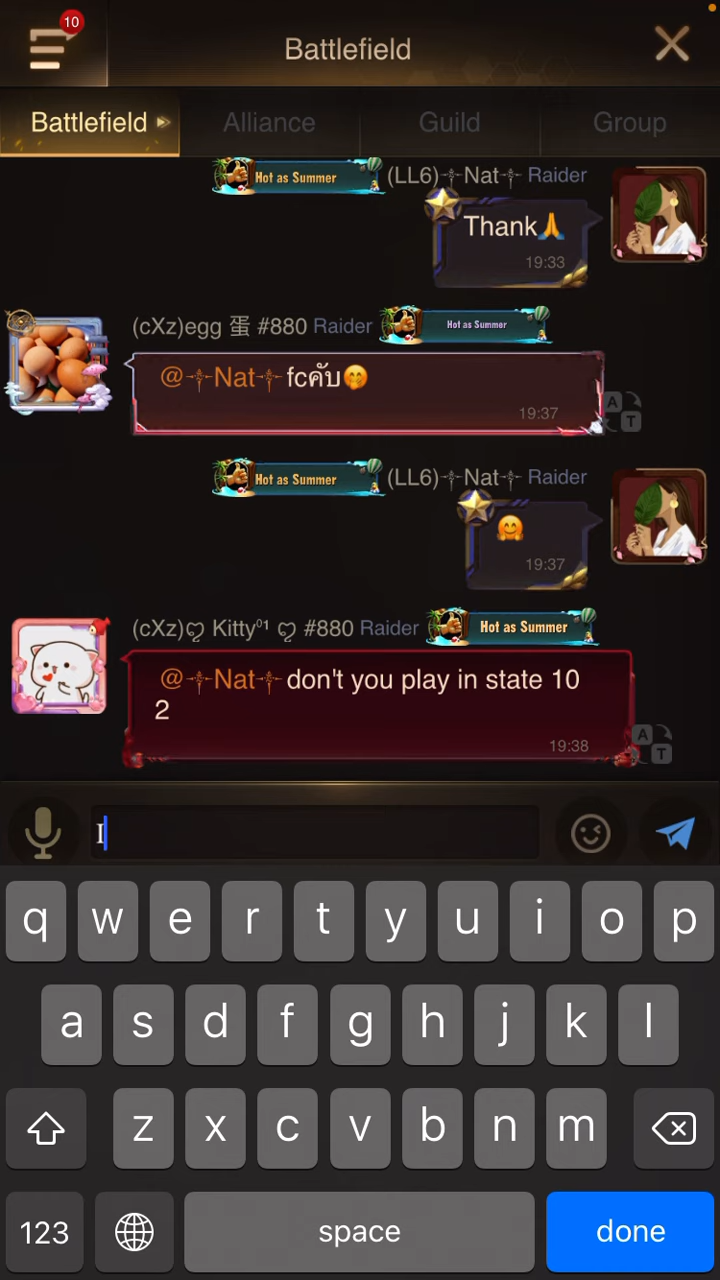 10
Battlefield
Battlefield
Alliance
Guild
Group
Hot as Summer (LL6)⸸Nat⸸ Raider
Thank🙏
19:33
(cXz)egg 蛋 #880 Raider Hot as Summer
@⸸Nat⸸ fcคับ🤭
19:37
A
T
Hot as Summer (LL6)⸸Nat⸸ Raider
🤗
19:37
(cXz)ღ Kitty⁰¹ ღ #880 Raider Hot as Summer
@⸸Nat⸸ don't you play in state 10
2
19:38
A
T
I
q w e r t y u i o p
a s d f g h j k l
z x c v b n m
123 space done